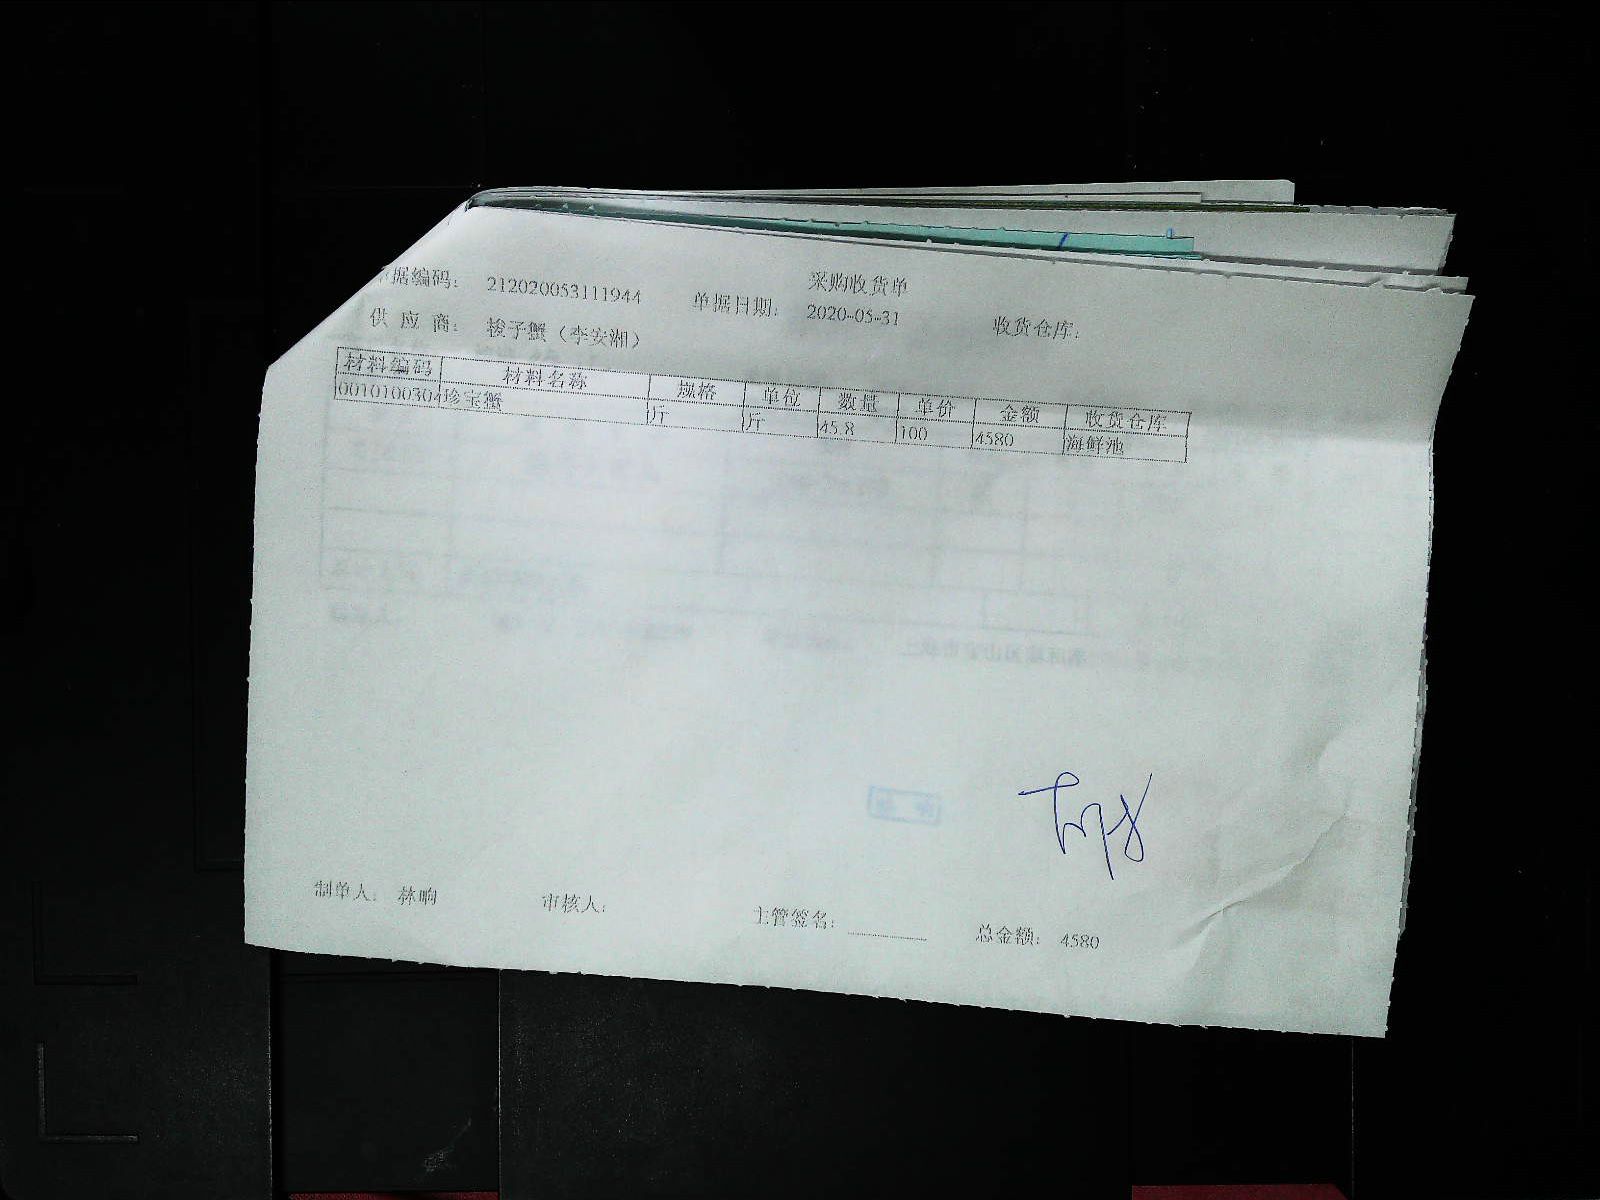 采购收货单
据编码： 212020053111944 单据日期： 2020-05-31 收货仓库：
供 应 商： 梭子蟹（李安湘）
材料编码 材料名称 规格 单位 数量 单价 金额 收货仓库
0010100304 珍宝蟹 斤 斤 45.8 100 4580 海鲜池
制单人： 林响 审核人： 主管签名： 总金额： 4580